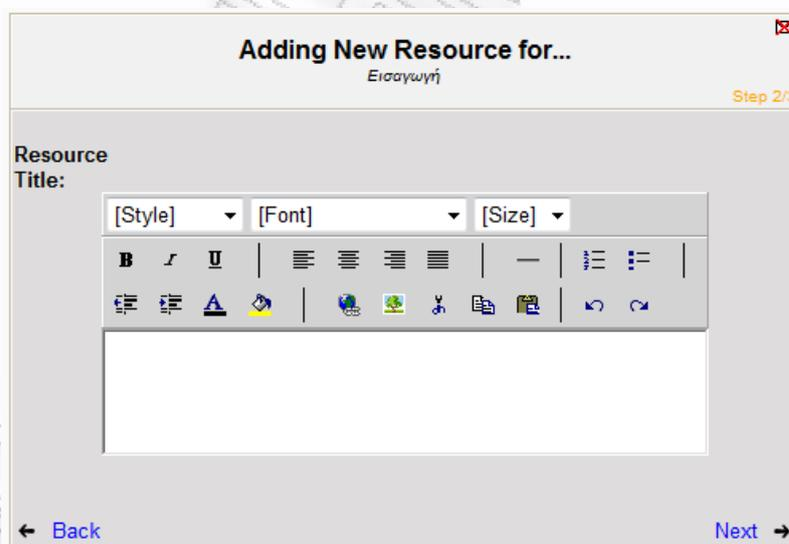 Adding New Resource for...
Εισαγωγή
Step 2/
Resource
Title:
[Style] [Font] [Size]
B I U
A
Back Next